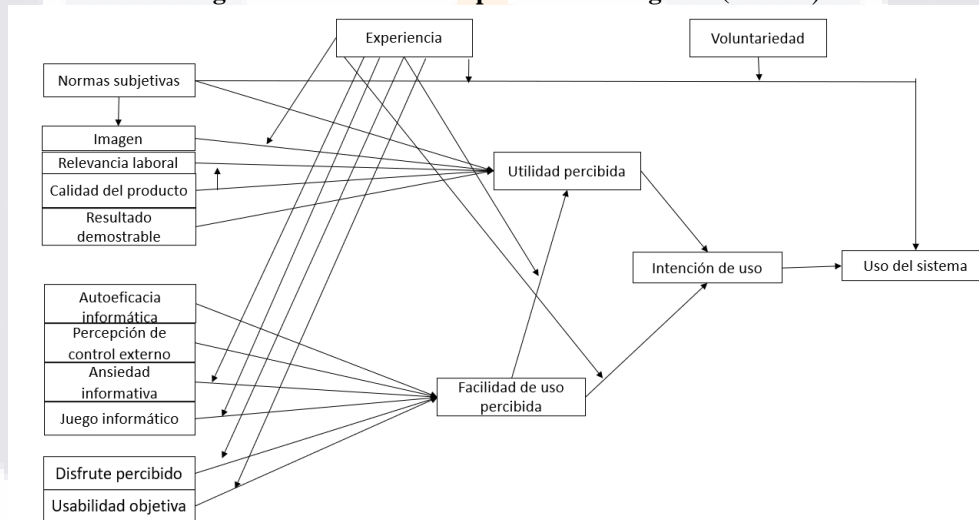 Experiencia
Voluntariedad
Normas subjetivas
Imagen
Relevancia laboral
Calidad del producto
Resultado
demostrable
Utilidad percibida
Intención de uso
Uso del sistema
Autoeficacia
informática
Percepción de
control externo
Ansiedad
informativa
Juego informático
Facilidad de uso
percibida
Disfrute percibido
Usabilidad objetiva